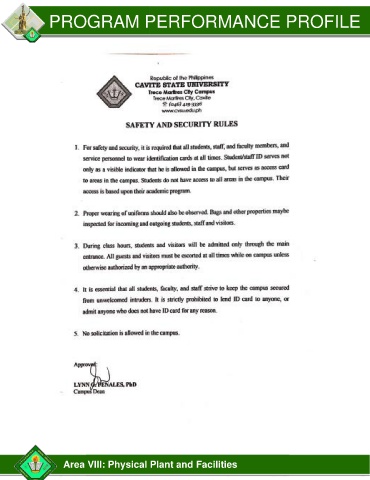 PROGRAM PERFORMANCE PROFILE
Republic of the Philippines
CAVITE STATE UNIVERSITY
Trece Martires City Campus
Trece Martires City, Cavite
www.cvsu.edu.ph
SAFETY AND SECURITY RULES
1. For safety and security, it is required that all students, staff, and faculty members, and
service personnel to wear identification cards at all times. Student/staff ID serves not
only as a visible indicator that he is allowed in the campus, but serves as access card
to areas in the campus. Students do not have access to all areas in the campus. Their
access is based upon their academic program.
2. Proper wearing of uniform should also be observed. Bags and other properties maybe
inspected for incoming and outgoing students, staff and visitors.
3. During class hours, students and visitors will be admitted only through the main
entrance. All guests and visitors must be escorted at all times while on campus unless
otherwise authorized by an appropriate authority.
4. It is essential that all students, faculty, and staff strive to keep the campus secured
from unwelcomed intruders. It is strictly prohibited to lend ID card to anyone, or
admit anyone who does not have ID card for any reason.
5. No solicitation is allowed in the campus.
Approved:
LYNN G. PENALES, PhD
Campus Dean
Area VIII: Physical Plant and Facilities